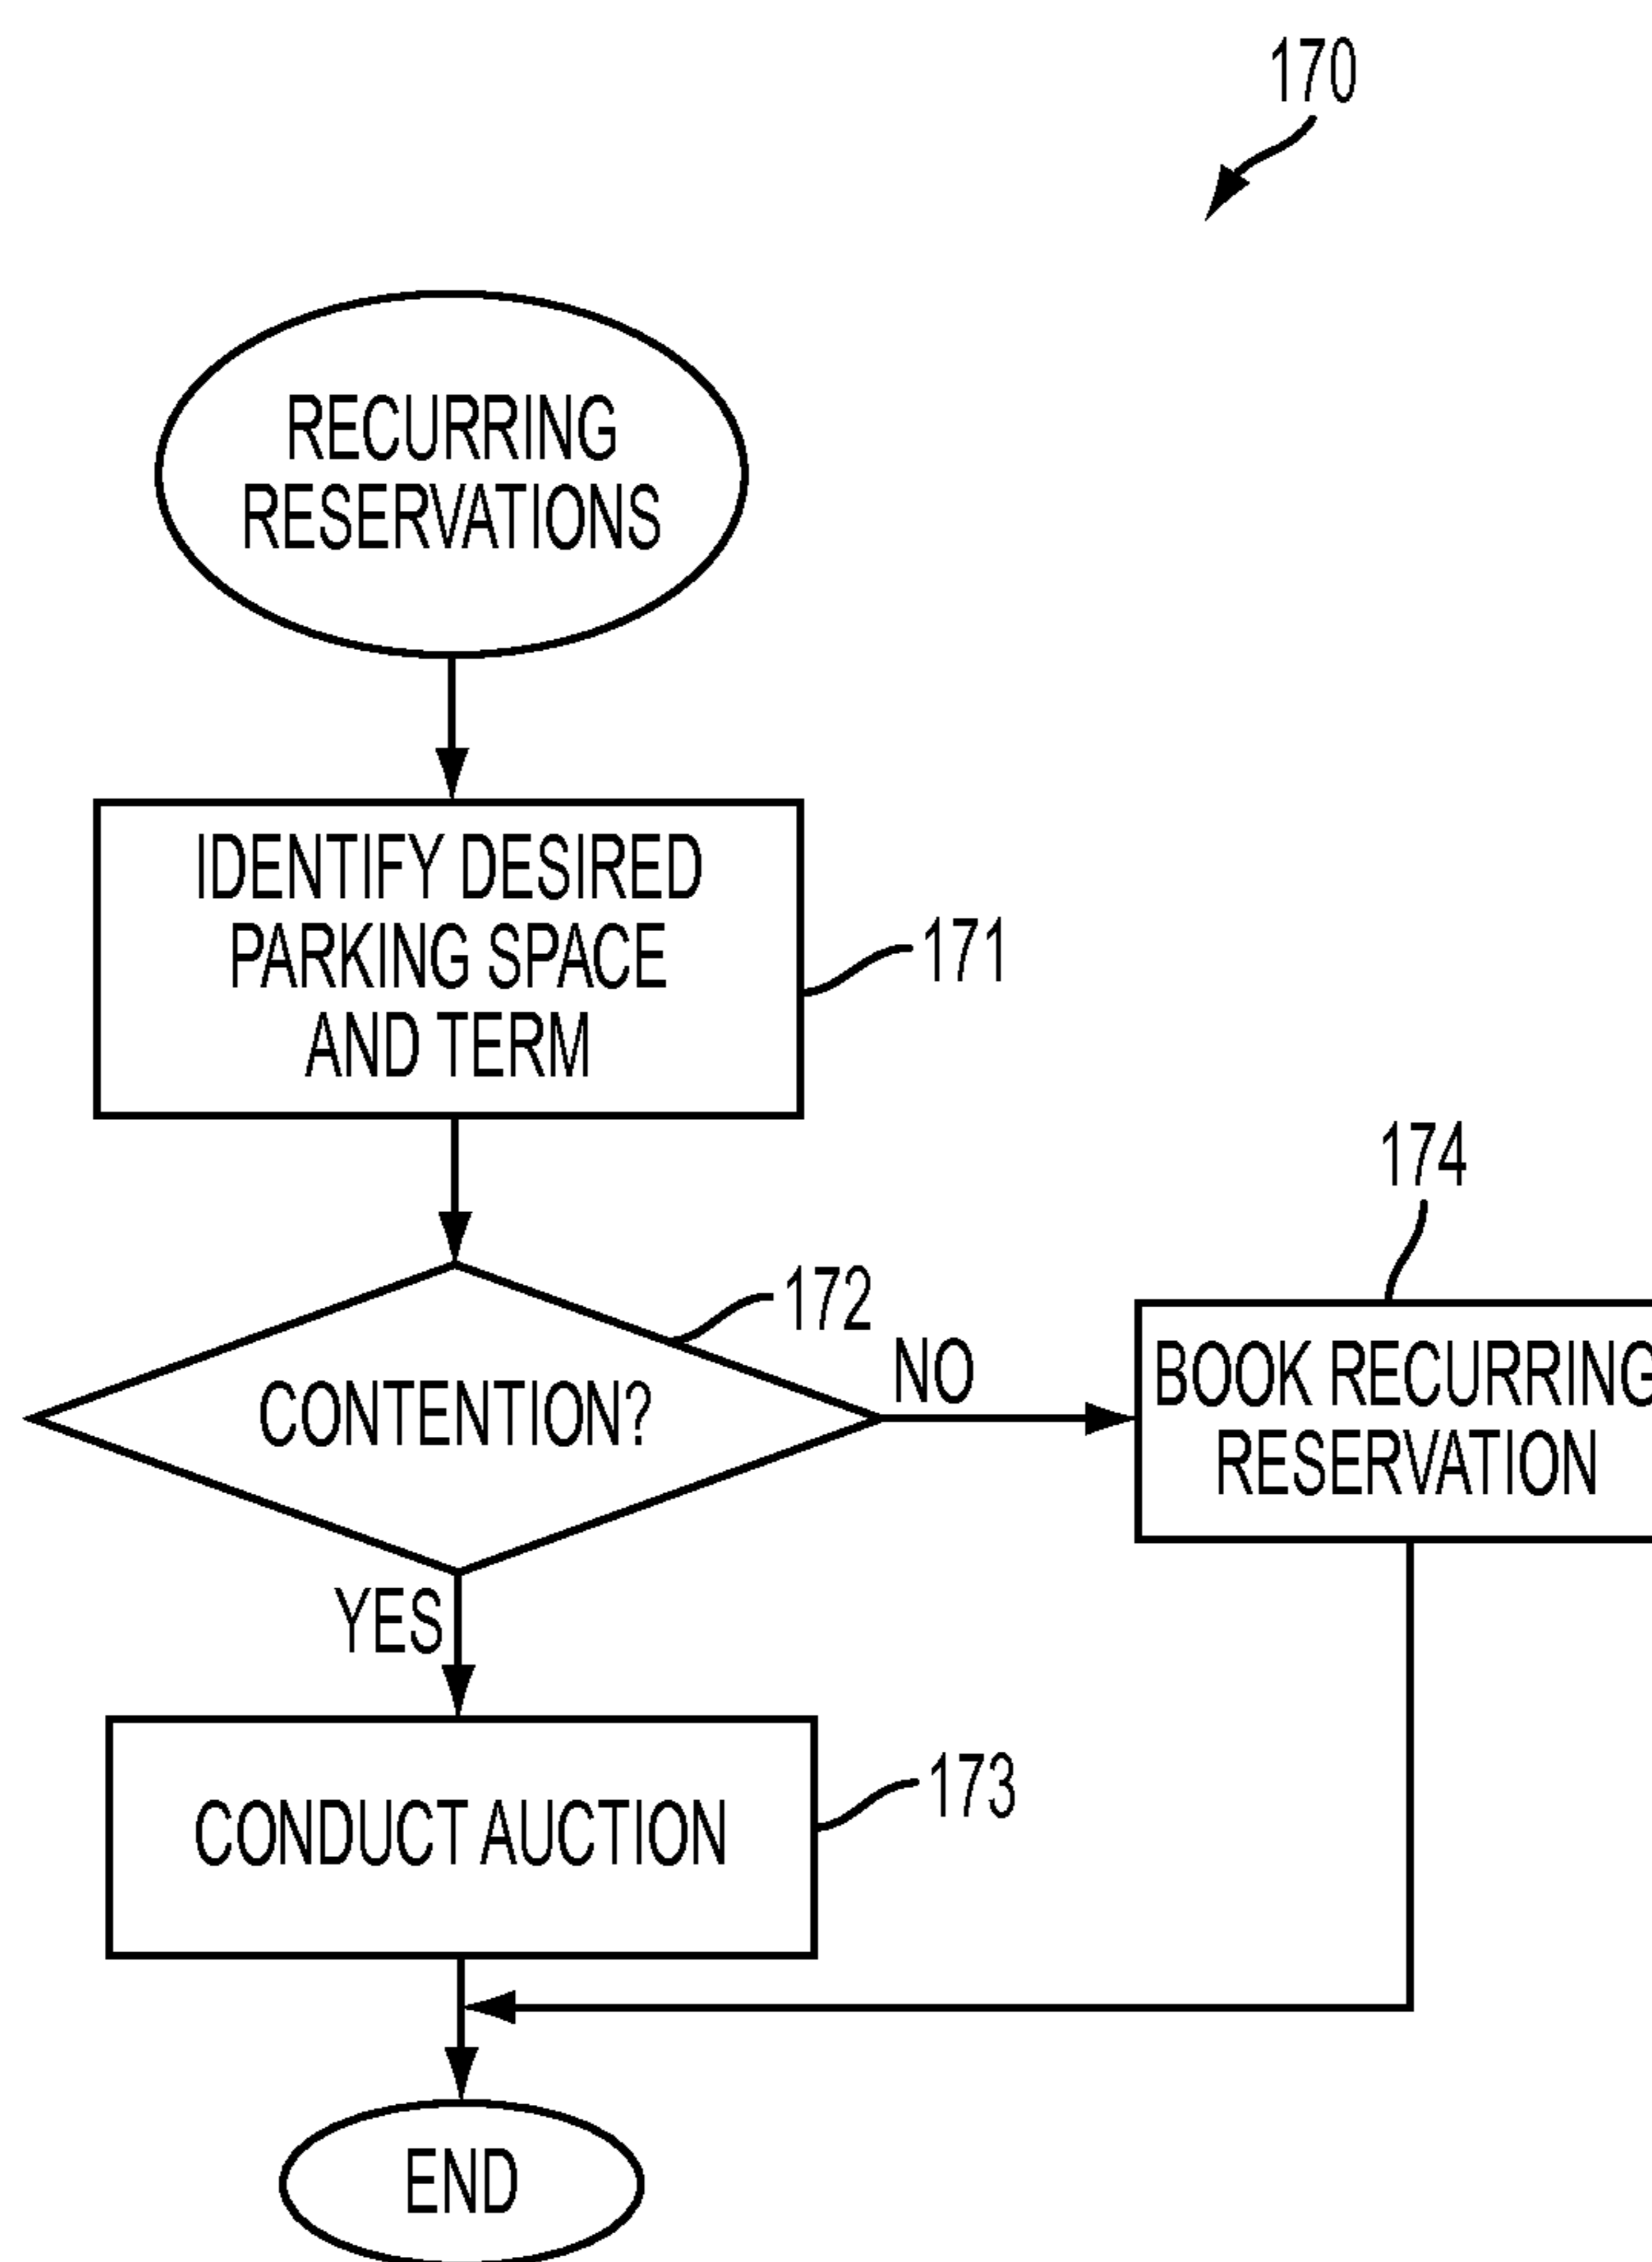 170
RECURRING
RESERVATIONS
IDENTIFY DESIRED
PARKING SPACE
AND TERM
171
172
CONTENTION?
NO
174
BOOK RECURRING
RESERVATION
YES
CONDUCT AUCTION
173
END